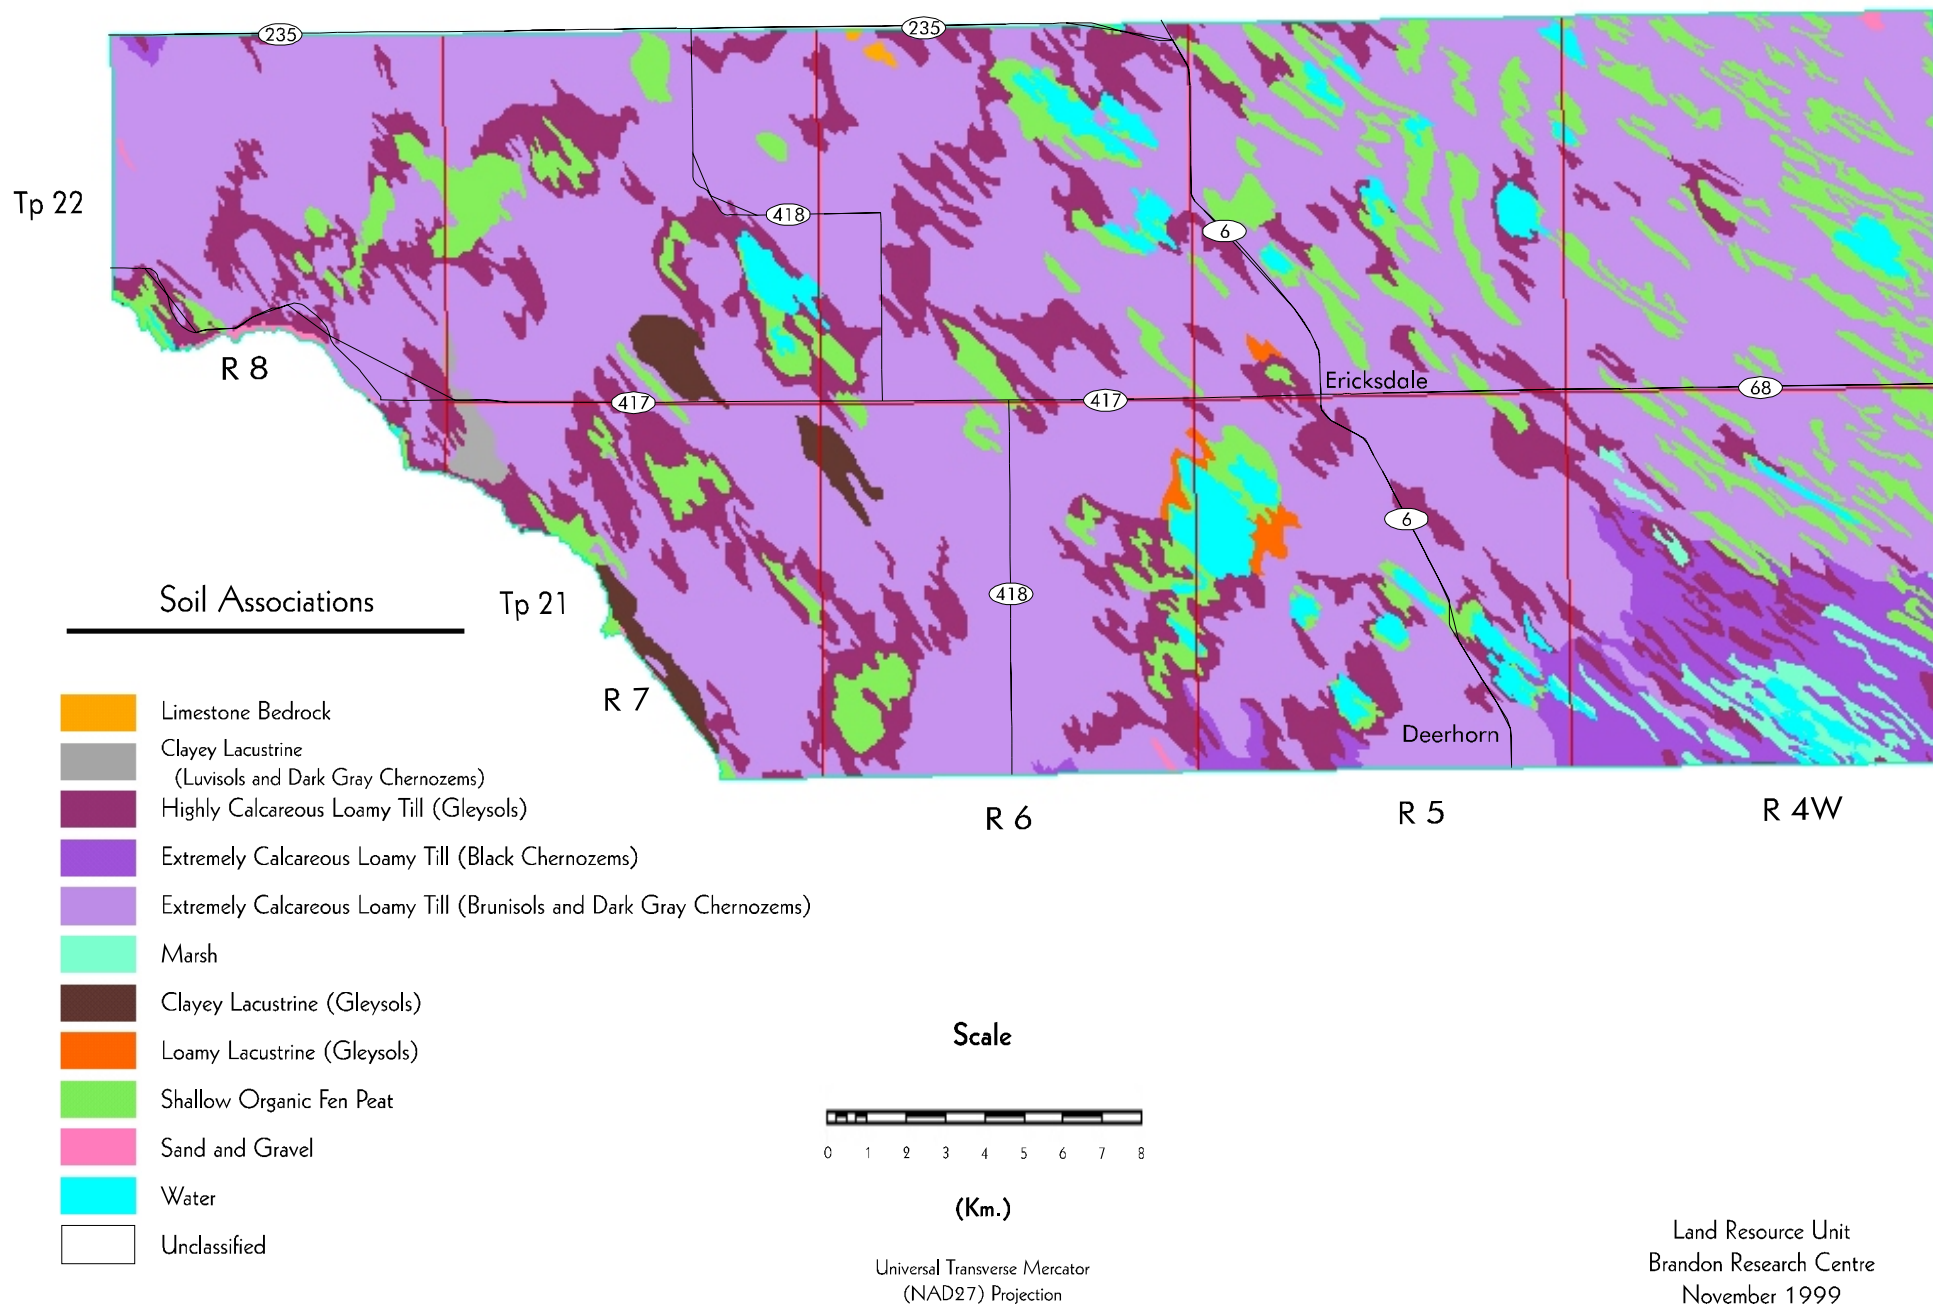 235
235
Tp 22
418
6
R 8
Ericksdale
68
417
417
6
Soil Associations
Tp 21
418
R 7
Deerhorn
R 6
R 5
R 4W
Limestone Bedrock
Clayey Lacustrine
(Luvisols and Dark Gray Chernozems)
Highly Calcareous Loamy Till (Gleysols)
Extremely Calcareous Loamy Till (Black Chernozems)
Extremely Calcareous Loamy Till (Brunisols and Dark Gray Chernozems)
Marsh
Clayey Lacustrine (Gleysols)
Loamy Lacustrine (Gleysols)
Shallow Organic Fen Peat
Sand and Gravel
Water
Unclassified
Scale
0 1 2 3 4 5 6 7 8
(Km.)
Universal Transverse Mercator
(NAD27) Projection
Land Resource Unit
Brandon Research Centre
November 1999